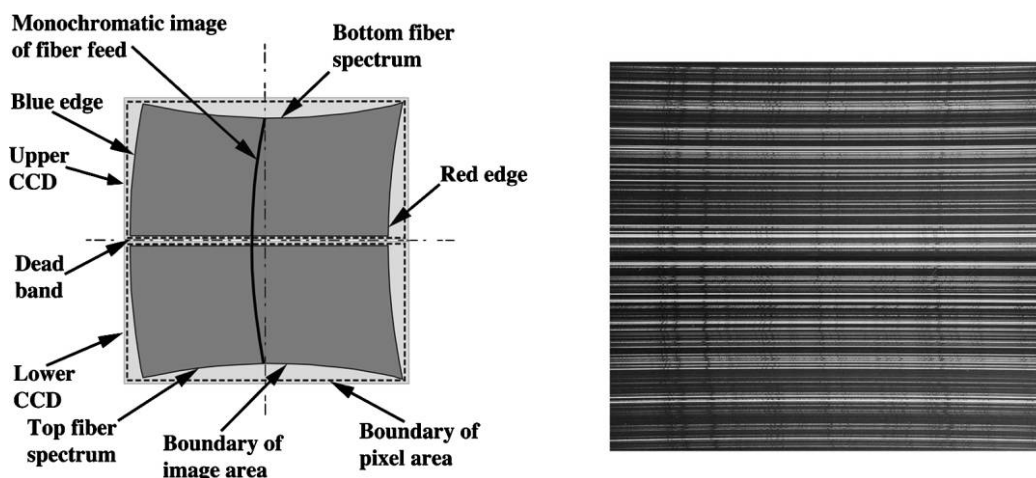 Monochromatic image
of fiber feed
Bottom fiber
spectrum
Blue edge
Upper
CCD
Red edge
Dead
band
Lower
CCD
Top fiber
spectrum
Boundary of
image area
Boundary of
pixel area